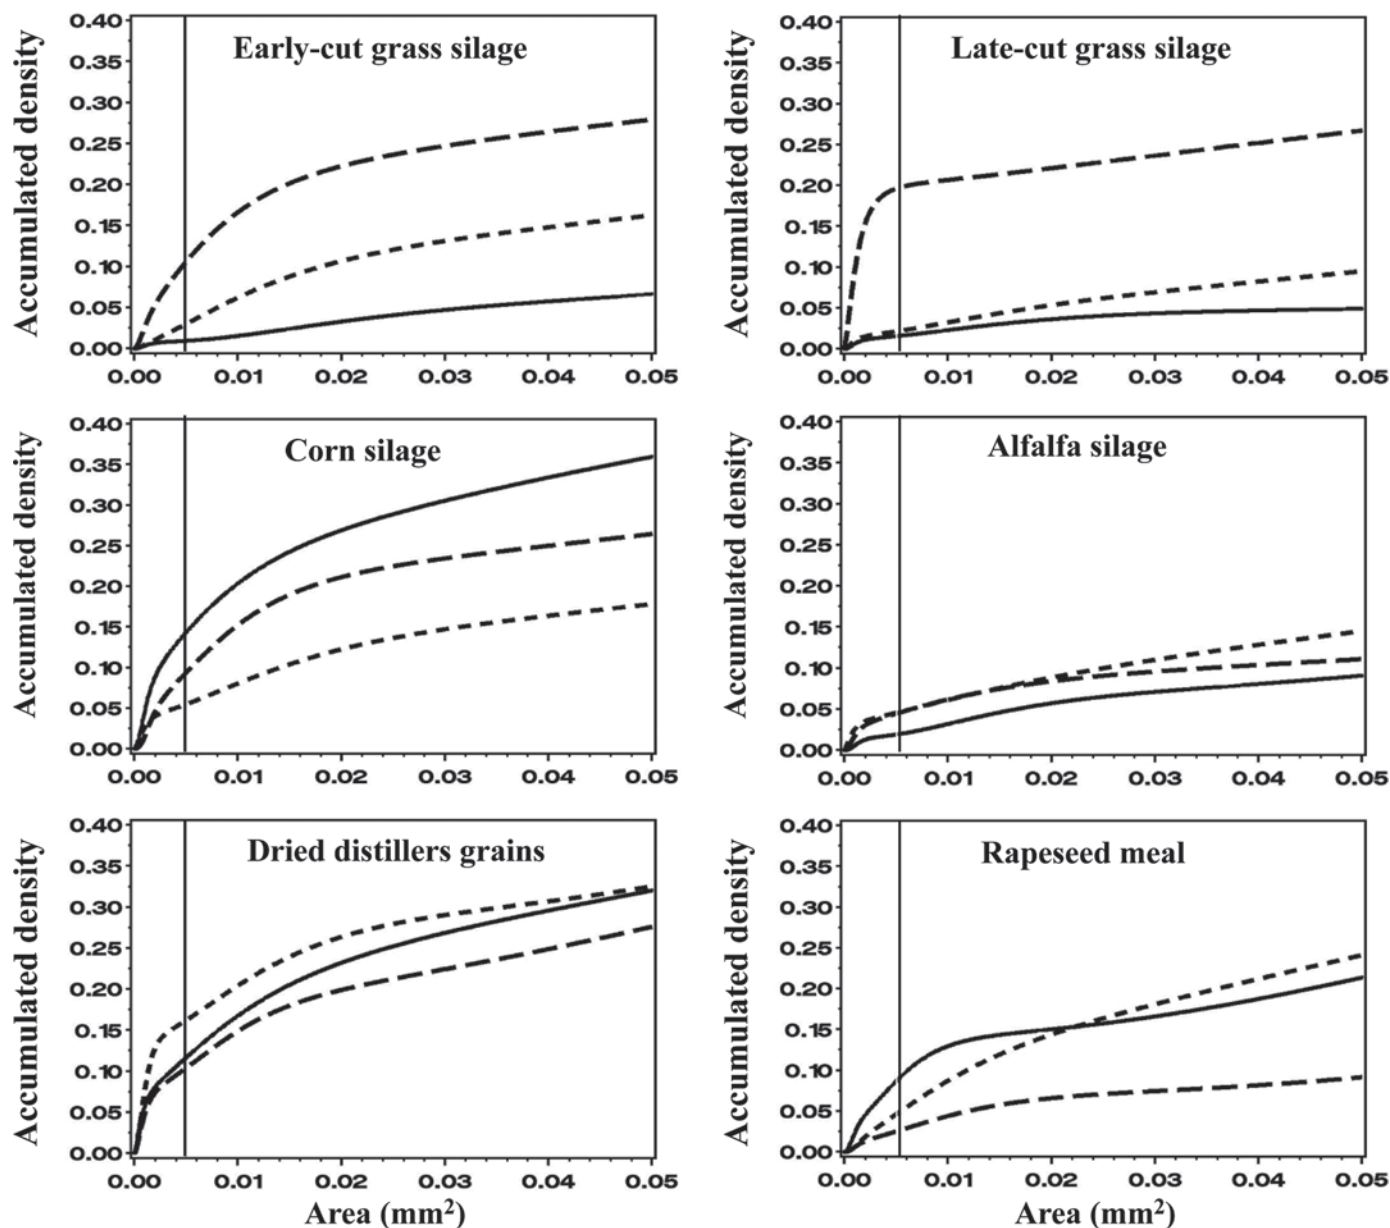 Early-cut grass silage
Accumulated density
0.40
0.35
0.30
0.25
0.20
0.15
0.10
0.05
0.00
0.00 0.01 0.02 0.03 0.04 0.05
Late-cut grass silage
Accumulated density
0.40
0.35
0.30
0.25
0.20
0.15
0.10
0.05
0.00
0.00 0.01 0.02 0.03 0.04 0.05
Corn silage
Accumulated density
0.40
0.35
0.30
0.25
0.20
0.15
0.10
0.05
0.00
0.00 0.01 0.02 0.03 0.04 0.05
Alfalfa silage
Accumulated density
0.40
0.35
0.30
0.25
0.20
0.15
0.10
0.05
0.00
0.00 0.01 0.02 0.03 0.04 0.05
Dried distillers grains
Accumulated density
0.40
0.35
0.30
0.25
0.20
0.15
0.10
0.05
0.00
0.00 0.01 0.02 0.03 0.04 0.05
Area (mm²)
Rapeseed meal
Accumulated density
0.40
0.35
0.30
0.25
0.20
0.15
0.10
0.05
0.00
0.00 0.01 0.02 0.03 0.04 0.05
Area (mm²)